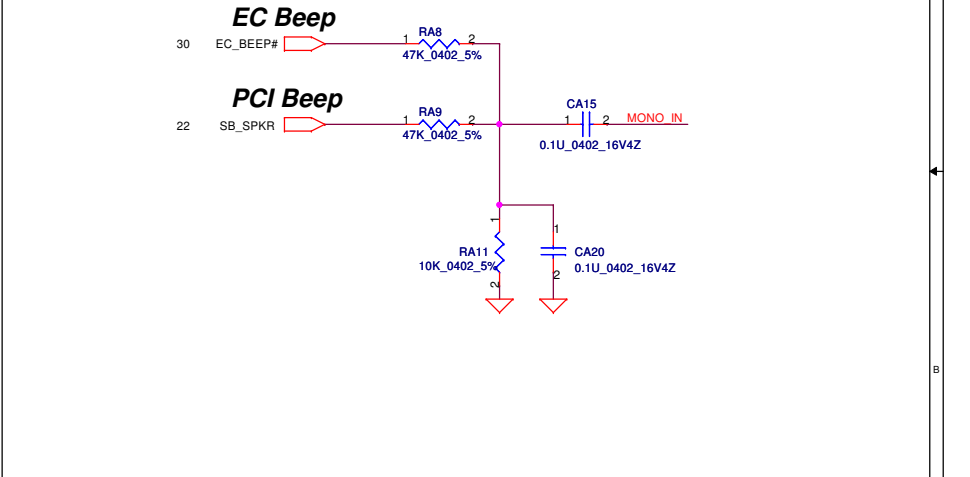 EC Beep
30 EC_BEEP# 1 RA8 2
47K_0402_5%
PCI Beep
22 SB_SPKR 1 RA9 2
47K_0402_5%
CA15
1 2 MONO_IN
0.1U_0402_16V4Z
1
RA11
10K_0402_5%
2
1
CA20
0.1U_0402_16V4Z
2
B